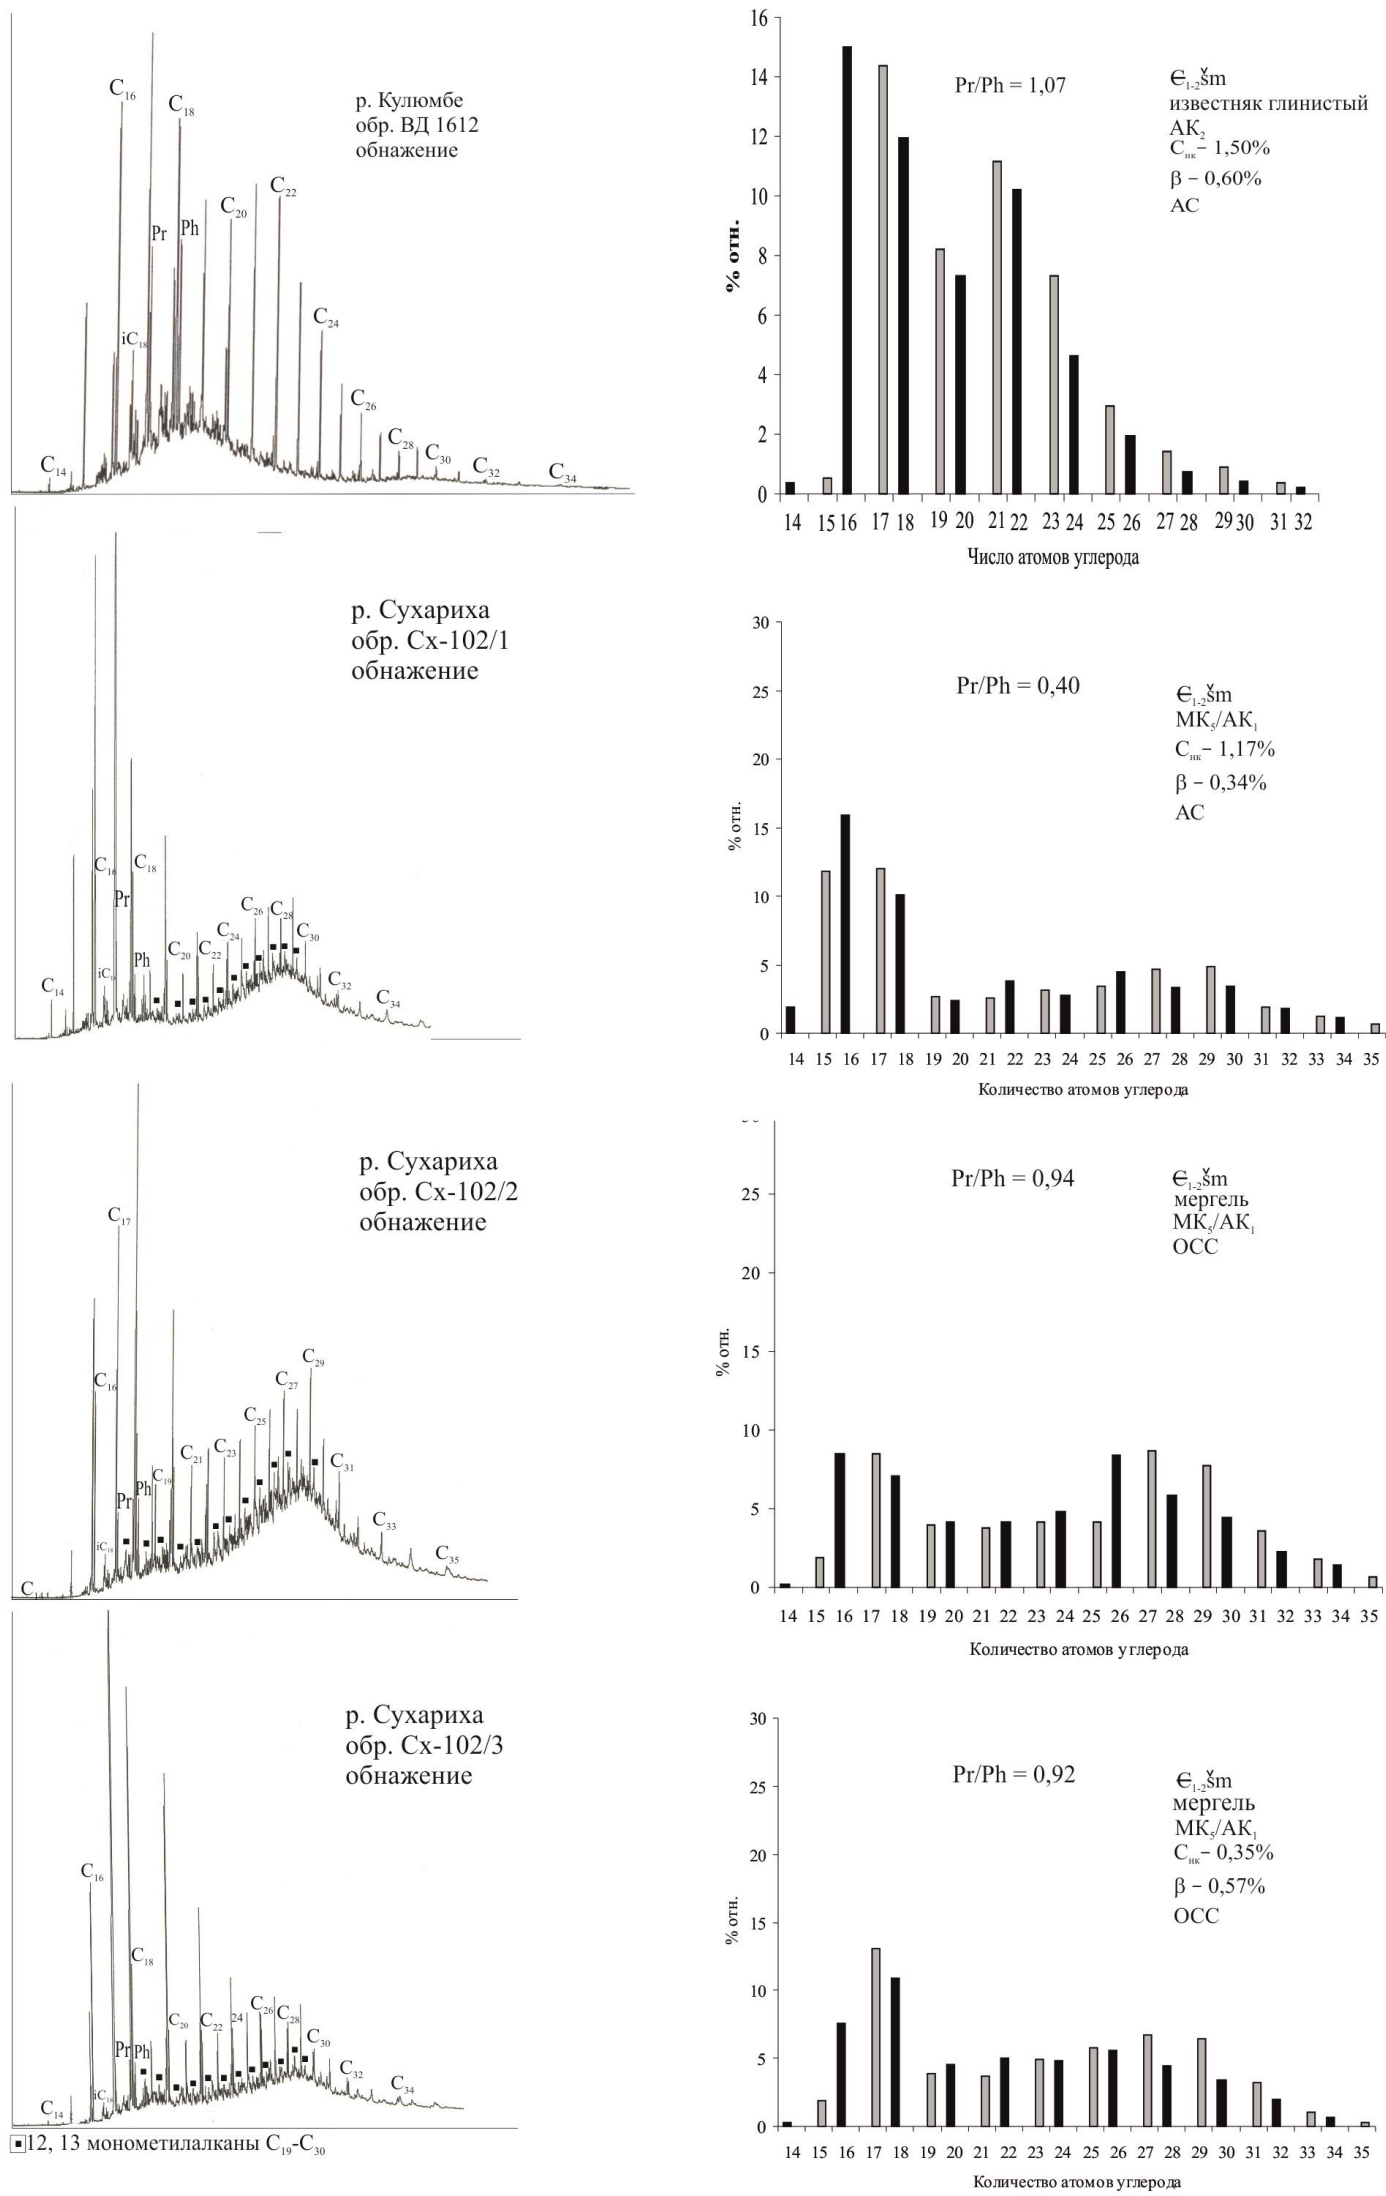 C16
C18
р. Кулюмбе
обр. ВД 1612
обнажение
C20
C22
Pr
Ph
iC18
C24
C26
C28
C30
C32
C34
C14
16
14
12
10
8
6
4
2
0
% отн.
Pr/Ph = 1,07
Є1-2šm
известняк глинистый
АК2
Снк– 1,50%
β – 0,60%
АС
14 15 16 17 18 19 20 21 22 23 24 25 26 27 28 29 30 31 32
Число атомов углерода
р. Сухариха
обр. Сх-102/1
обнажение
C16
C18
Pr
iC18
Ph
C14
C20
C22
C24
C26
C28
C30
C32
C34
30
25
20
15
10
5
0
% отн.
Pr/Ph = 0,40
Є1-2šm
МК5/АК1
Снк– 1,17%
β – 0,34%
АС
14 15 16 17 18 19 20 21 22 23 24 25 26 27 28 29 30 31 32 33 34 35
Количество атомов углерода
р. Сухариха
обр. Сх-102/2
обнажение
C17
C16
Pr
Ph
iC18
C19
C21
C23
C25
C27
C29
C31
C33
C35
C14
25
20
15
10
5
0
% отн.
Pr/Ph = 0,94
Є1-2šm
мергель
МК5/АК1
ОСС
14 15 16 17 18 19 20 21 22 23 24 25 26 27 28 29 30 31 32 33 34 35
Количество атомов углерода
р. Сухариха
обр. Сх-102/3
обнажение
C16
C18
Pr
Ph
iC18
C14
C20
C22
24
C26
C28
C30
C32
C34
30
25
20
15
10
5
0
% отн.
Pr/Ph = 0,92
Є1-2šm
мергель
МК5/АК1
Снк– 0,35%
β – 0,57%
ОСС
14 15 16 17 18 19 20 21 22 23 24 25 26 27 28 29 30 31 32 33 34 35
Количество атомов углерода
12, 13 монометилалканы C19-C30